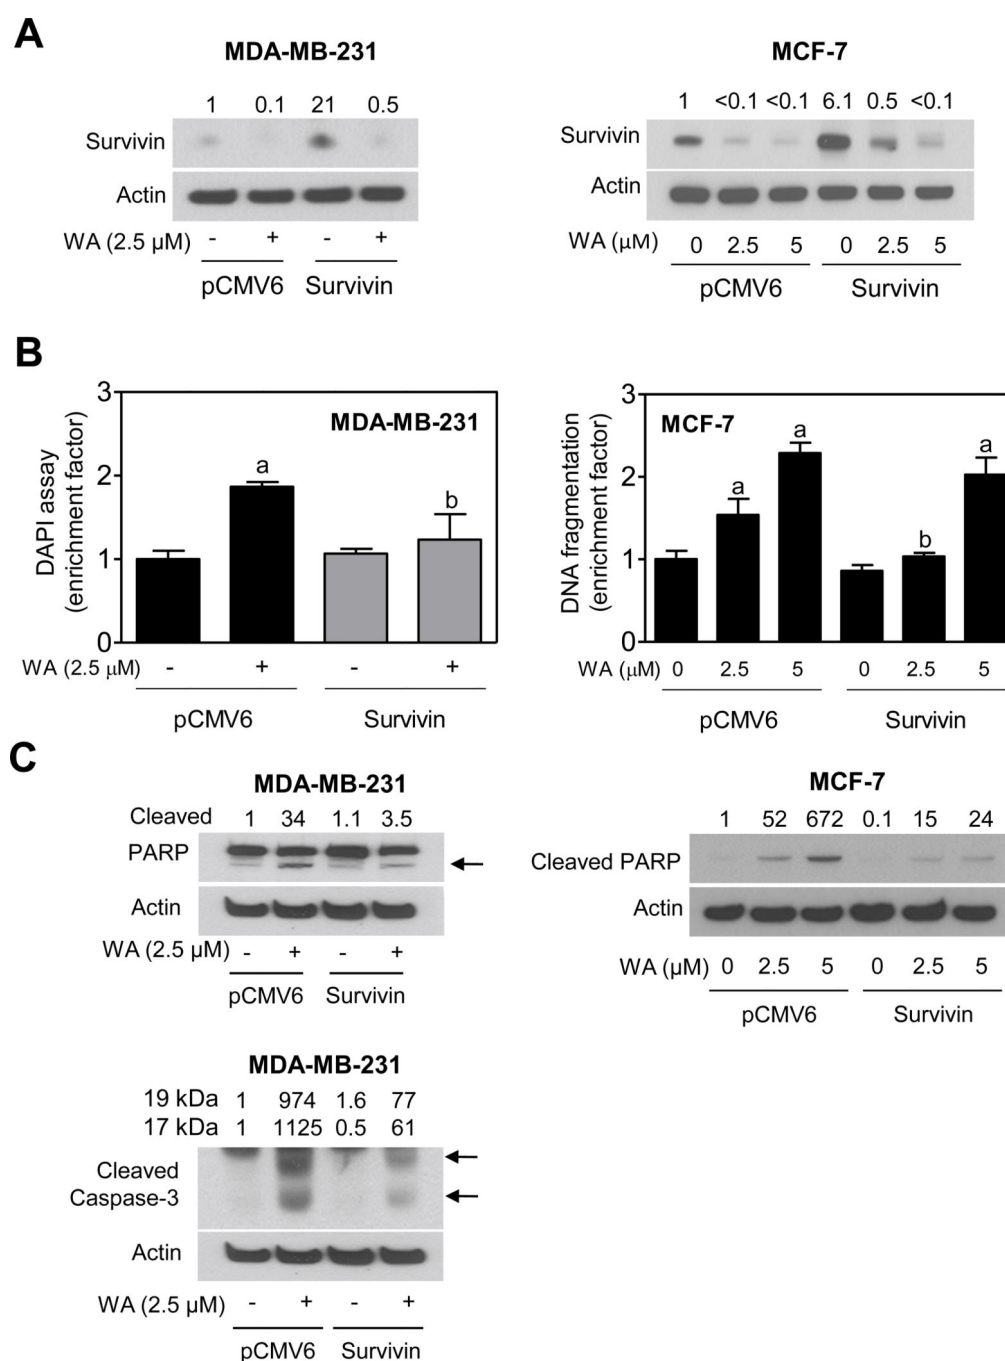 A
MDA-MB-231
1 0.1 21 0.5
Survivin
Actin
WA (2.5 µM) - + - +
pCMV6 Survivin
MCF-7
1 <0.1 <0.1 6.1 0.5 <0.1
Survivin
Actin
WA (µM) 0 2.5 5 0 2.5 5
pCMV6 Survivin
B
DAPI assay
(enrichment factor)
3
2
1
0
MDA-MB-231
a
b
WA (2.5 µM) - + - +
pCMV6 Survivin
DNA fragmentation
(enrichment factor)
3
2
1
0
MCF-7
a
a
b
a
WA (µM) 0 2.5 5 0 2.5 5
pCMV6 Survivin
C
MDA-MB-231
Cleaved 1 34 1.1 3.5
PARP
Actin
WA (2.5 µM) - + - +
pCMV6 Survivin
MCF-7
1 52 672 0.1 15 24
Cleaved PARP
Actin
WA (µM) 0 2.5 5 0 2.5 5
pCMV6 Survivin
MDA-MB-231
19 kDa 1 974 1.6 77
17 kDa 1 1125 0.5 61
Cleaved
Caspase-3
Actin
WA (2.5 µM) - + - +
pCMV6 Survivin